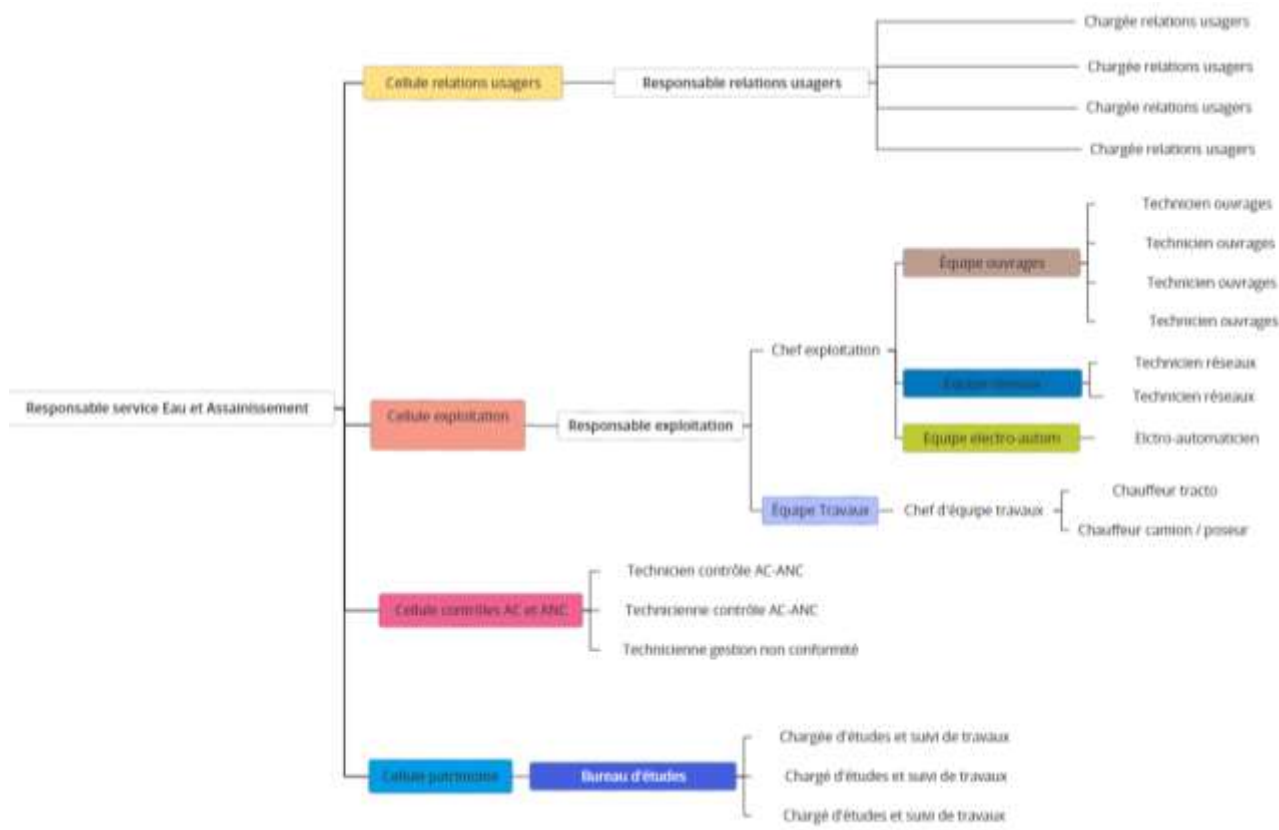 Chargée relations usagers
Chargée relations usagers
Cellule relations usagers
Responsable relations usagers
Chargée relations usagers
Chargée relations usagers
Technicien ouvrages
Technicien ouvrages
Équipe ouvrages
Technicien ouvrages
Technicien ouvrages
Chef exploitation
Technicien réseaux
Équipe réseaux
Technicien réseaux
Responsable service Eau et Assainissement
Cellule exploitation
Responsable exploitation
Équipe electro-autom
Elctro-automaticien
Chauffeur tracto
Équipe Travaux
Chef d'équipe travaux
Chauffeur camion / poseur
Technicien contrôle AC-ANC
Cellule contrôles AC et ANC
Technicienne contrôle AC-ANC
Technicienne gestion non conformité
Chargée d'études et suivi de travaux
Cellule patrimoine
Bureau d'études
Chargé d'études et suivi de travaux
Chargé d'études et suivi de travaux